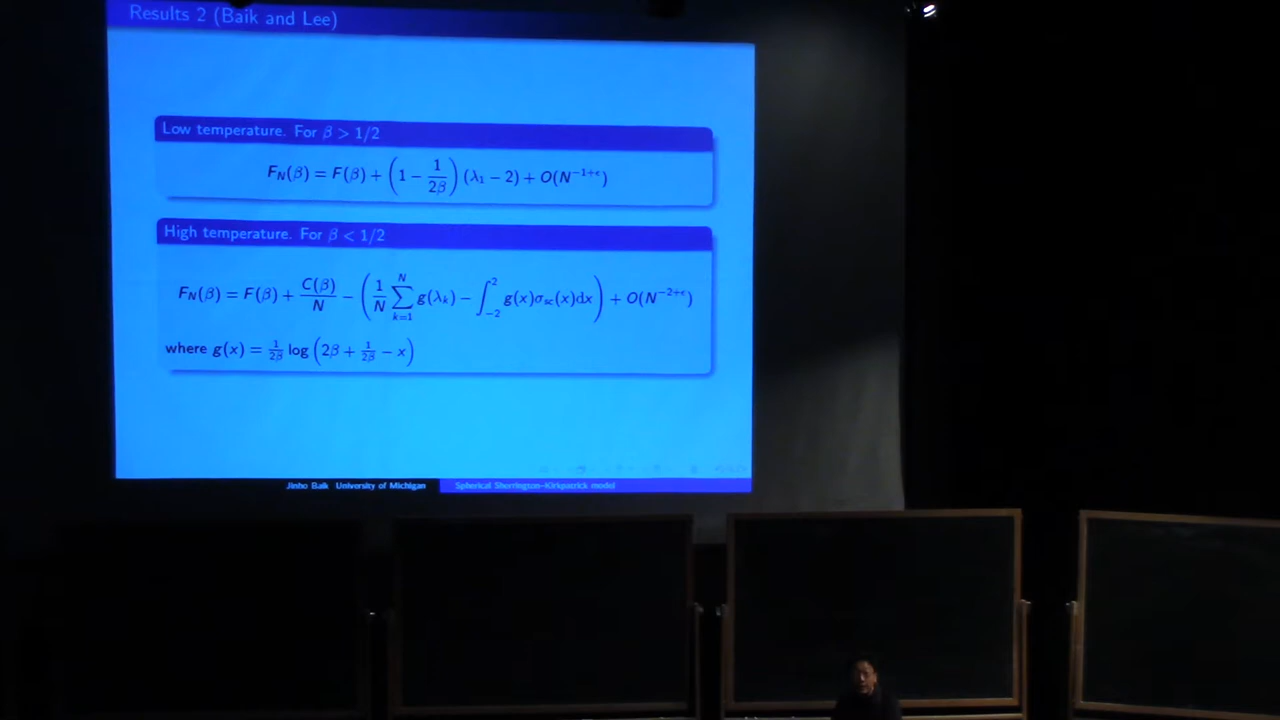 Results 2 (Baik and Lee)
Low temperature. For β > 1/2
F_N(β) = F(β) + (1 − 1/2β) (λ₁ − 2) + O(N^{−1+ϵ})
High temperature. For β < 1/2
F_N(β) = F(β) + C(β)/N − (1/N ∑_{k=1}^{N} g(λ_k) − ∫_{−2}^{2} g(x)σ_{sc}(x)dx) + O(N^{−2+ϵ})
where g(x) = 1/2β log (2β + 1/2β − x)
Jinho Baik University of Michigan Spherical Sherrington–Kirkpatrick model